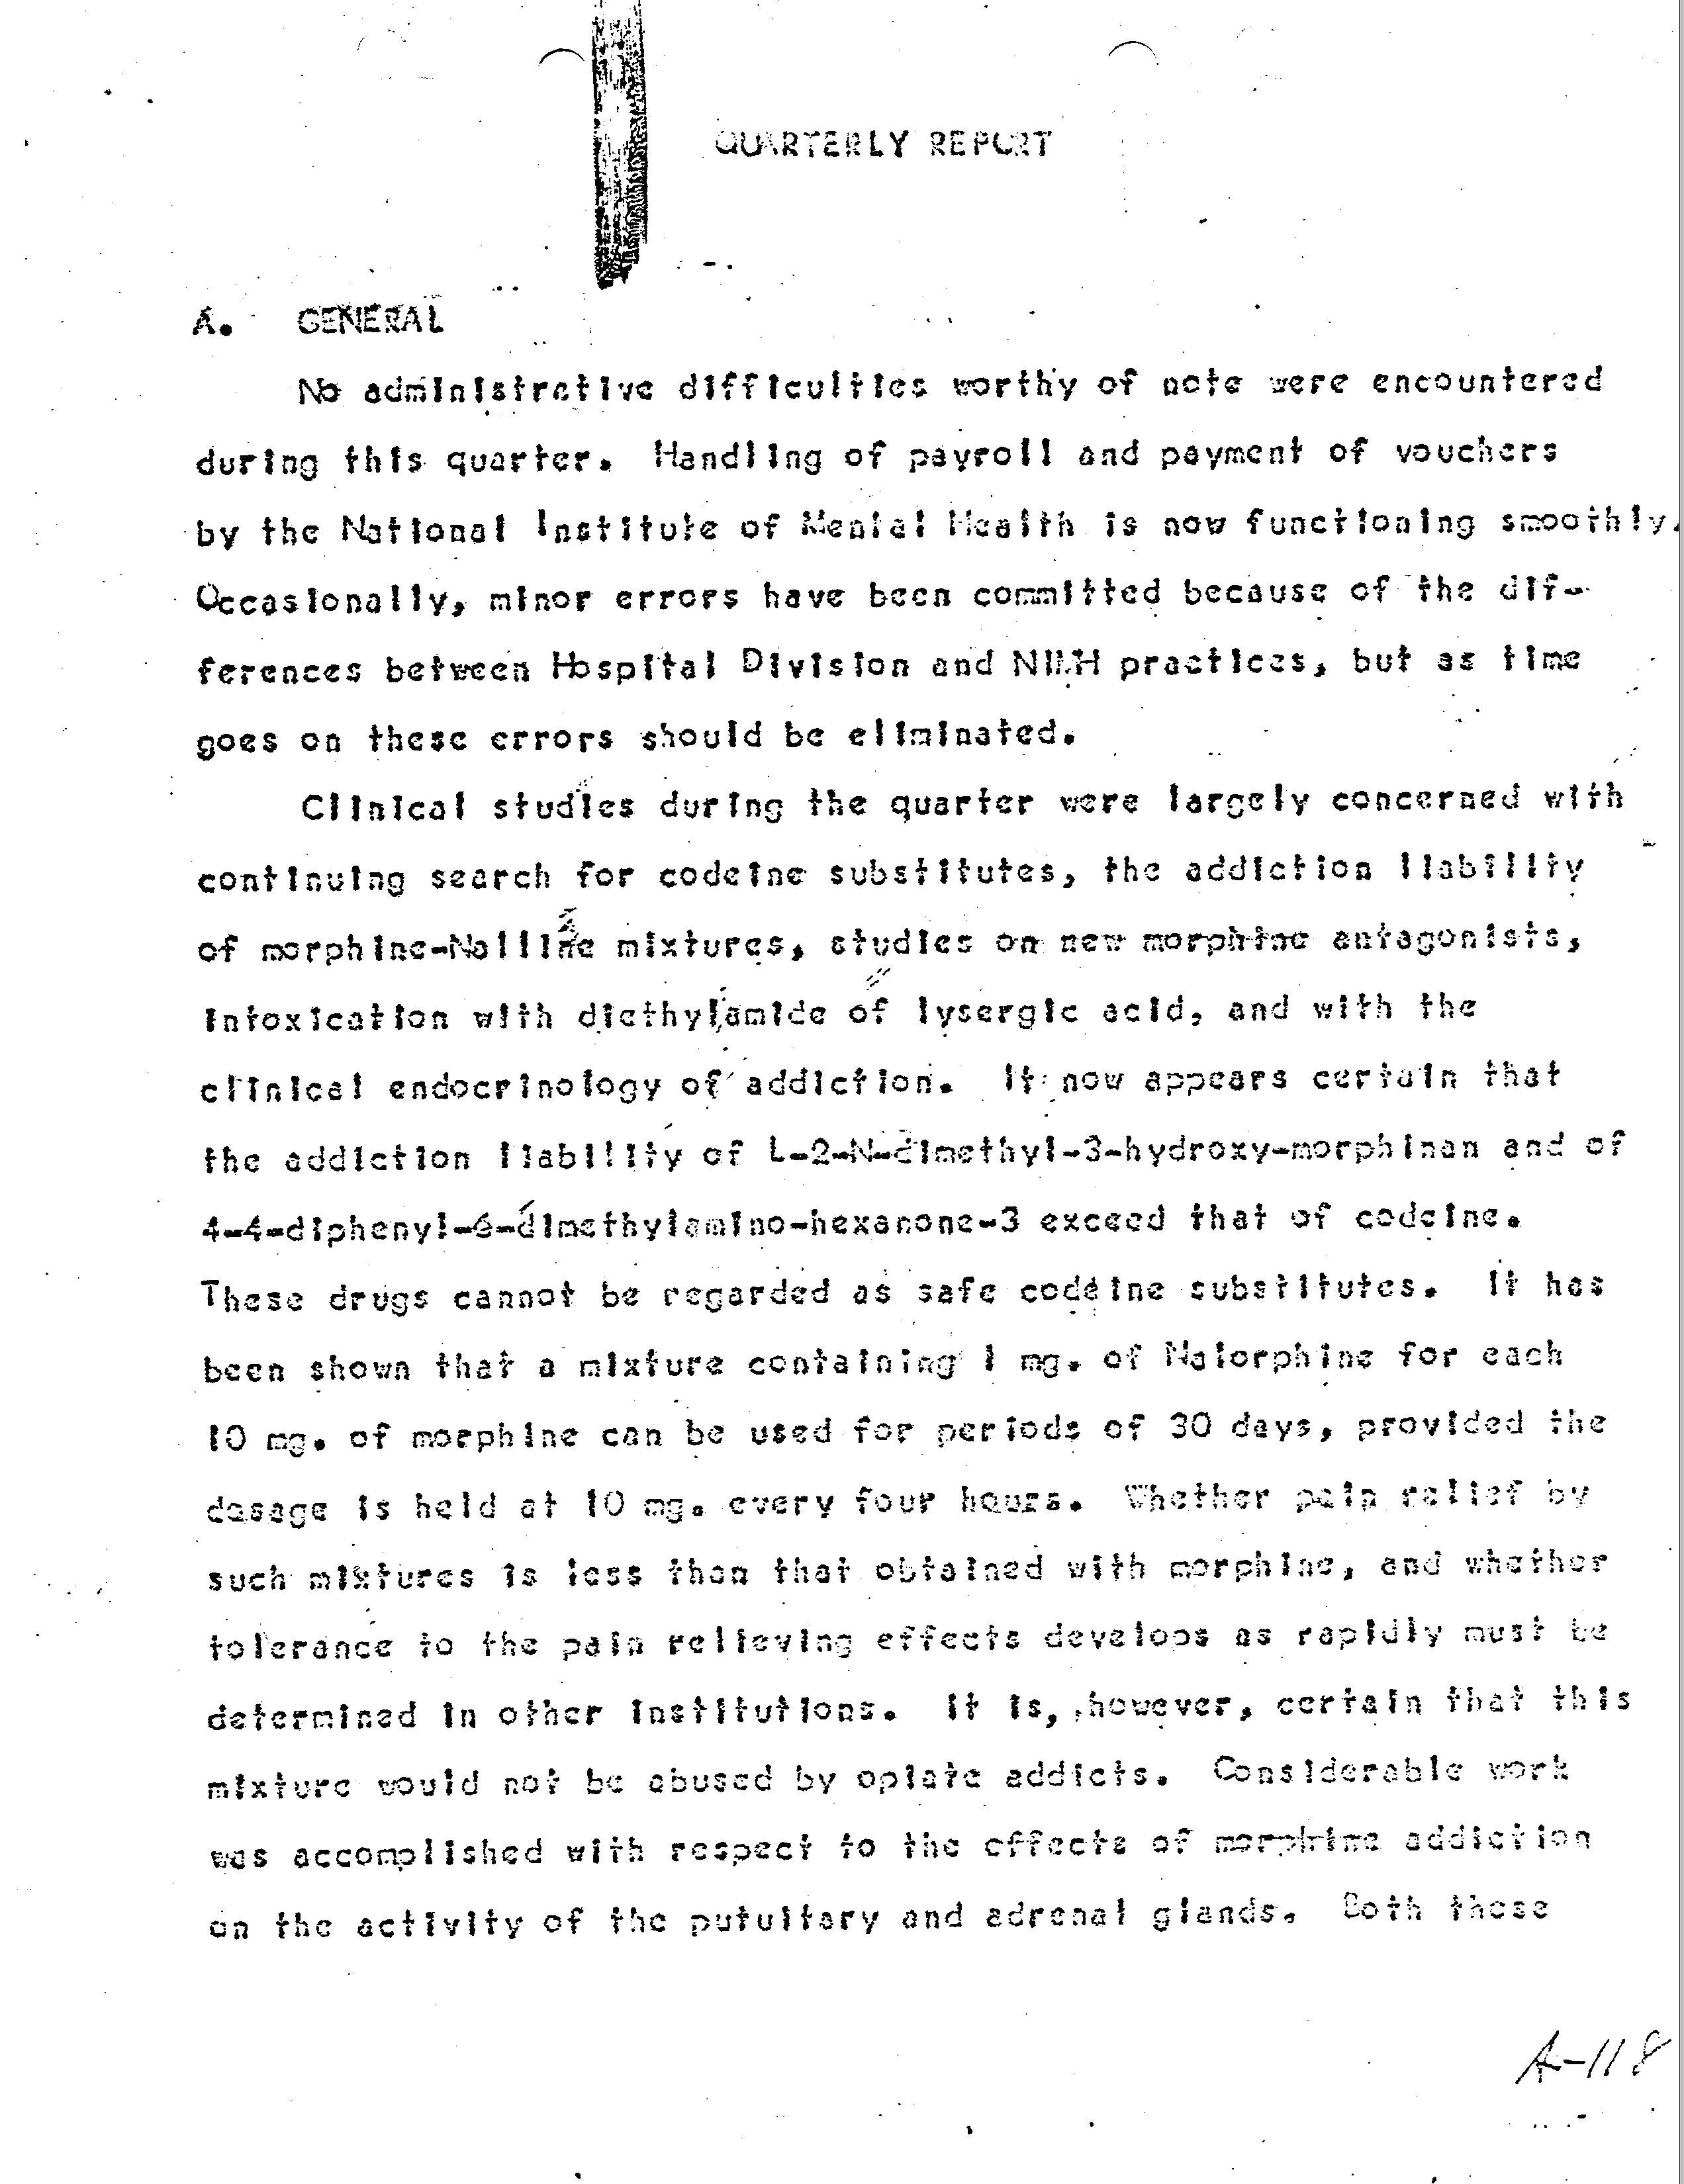 QUARTERLY REPORT
A. GENERAL
No administrative difficulties worthy of note were encountered
during this quarter. Handling of payroll and payment of vouchers
by the National Institute of Mental Health is now functioning smoothly.
Occasionally, minor errors have been committed because of the dif-
ferences between Hospital Division and NIMH practices, but as time
goes on these errors should be eliminated.
Clinical studies during the quarter were largely concerned with
continuing search for codeine substitutes, the addiction liability
of morphine-Nalline mixtures, studies on new morphine antagonists,
intoxication with diethylamide of lysergic acid, and with the
clinical endocrinology of addiction. It now appears certain that
the addiction liability of L-2-N-dimethyl-3-hydroxy-morphinan and of
4-4-diphenyl-6-dimethylamino-hexanone-3 exceed that of codeine.
These drugs cannot be regarded as safe codeine substitutes. It has
been shown that a mixture containing 1 mg. of Nalorphine for each
10 mg. of morphine can be used for periods of 30 days, provided the
dosage is held at 10 mg. every four hours. Whether pain relief by
such mixtures is less than that obtained with morphine, and whether
tolerance to the pain relieving effects develops as rapidly must be
determined in other institutions. It is, however, certain that this
mixture would not be abused by opiate addicts. Considerable work
was accomplished with respect to the effects of morphine addiction
on the activity of the putuitary and adrenal glands. Both these
A-118